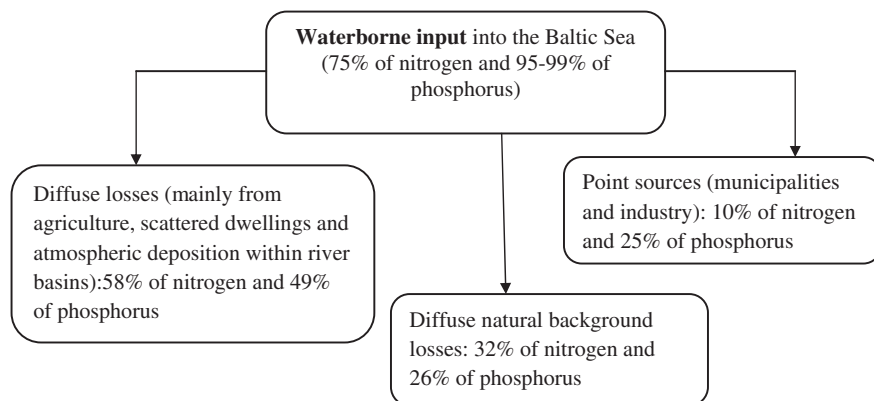 Waterborne input into the Baltic Sea
(75% of nitrogen and 95-99% of
phosphorus)
Diffuse losses (mainly from
agriculture, scattered dwellings and
atmospheric deposition within river
basins):58% of nitrogen and 49%
of phosphorus
Diffuse natural background
losses: 32% of nitrogen and
26% of phosphorus
Point sources (municipalities
and industry): 10% of nitrogen
and 25% of phosphorus